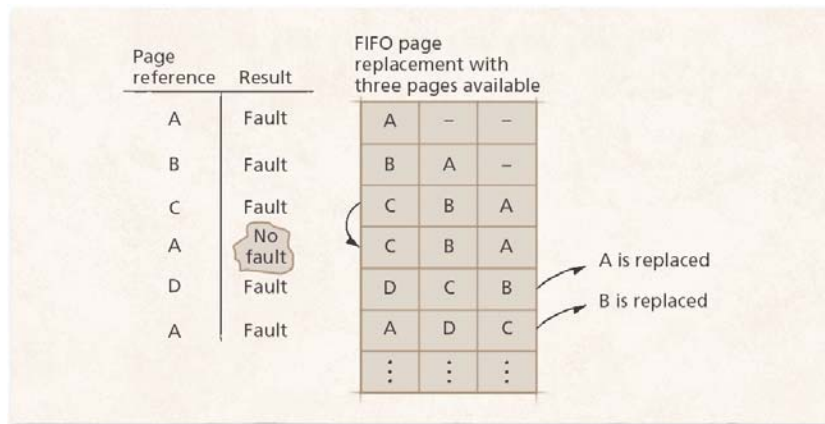 Page
reference Result
FIFO page
replacement with
three pages available
A Fault A – –
B Fault B A –
C Fault C B A
A No fault C B A
D Fault D C B
A is replaced
A Fault A D C
B is replaced
⋮ ⋮ ⋮